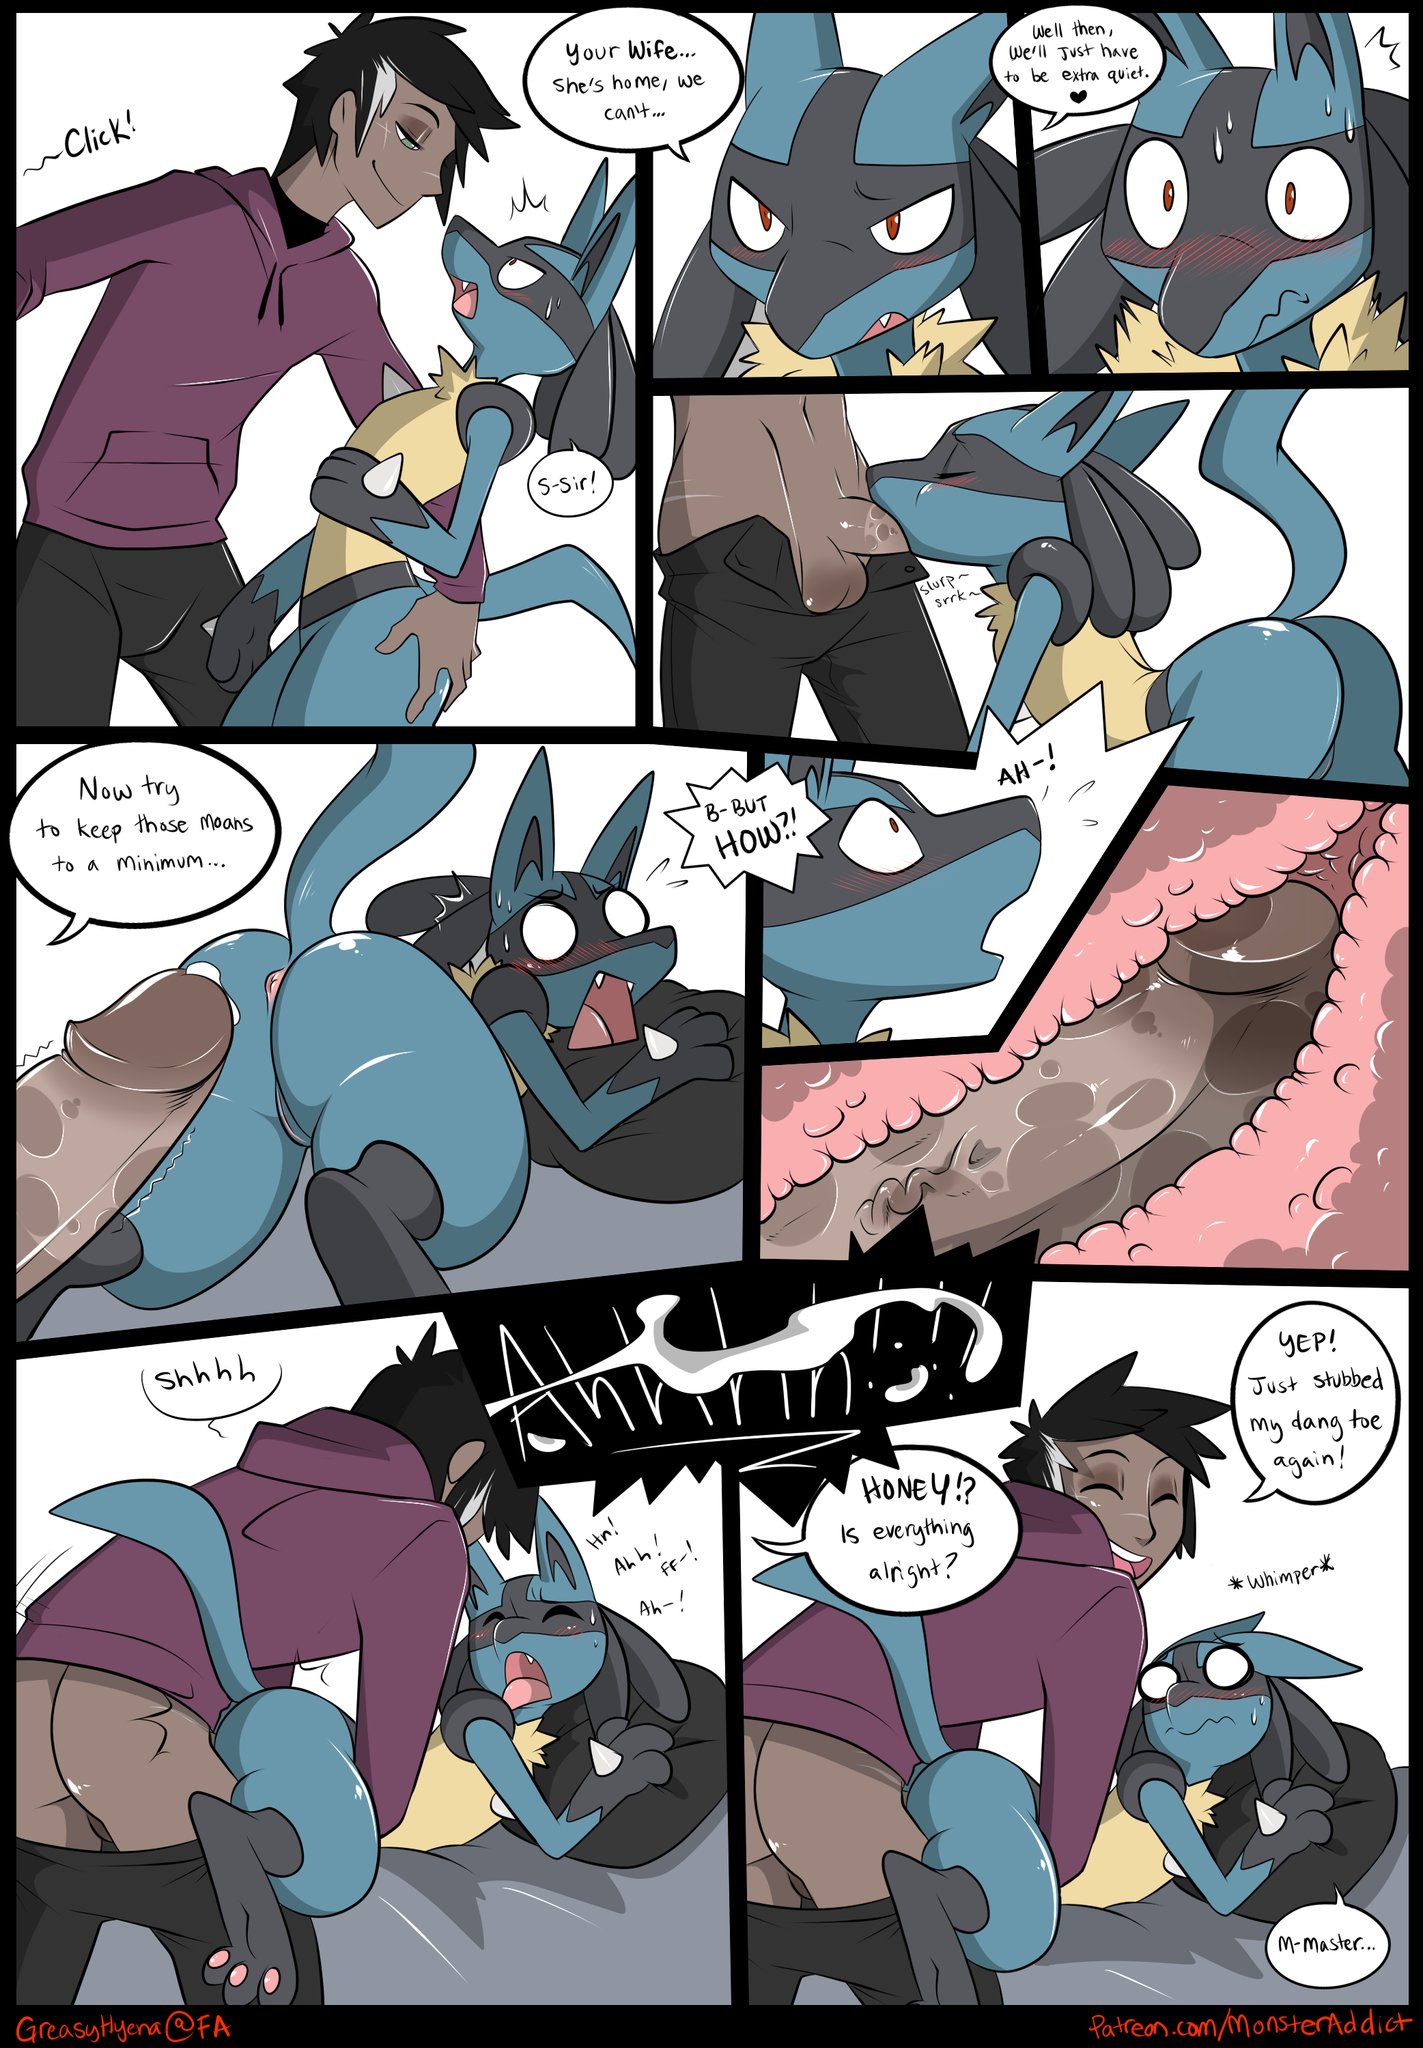 ~Click!
Your Wife...
She's home, we
can't...
Well then,
We'll Just have
to be extra quiet.
S-Sir!
slurp~
srrk~
Now try
to keep those moans
to a minimum...
B-BUT
HOW?!
AH-!
Shhhh
Hn!
Ahh!
FF-!
Ah-!
HONEY!?
Is everything
alright?
YEP!
Just stubbed
my dang toe
again!
*Whimper*
M-Master...
GreasyHyena@FA
Patreon.com/MonsterAddict